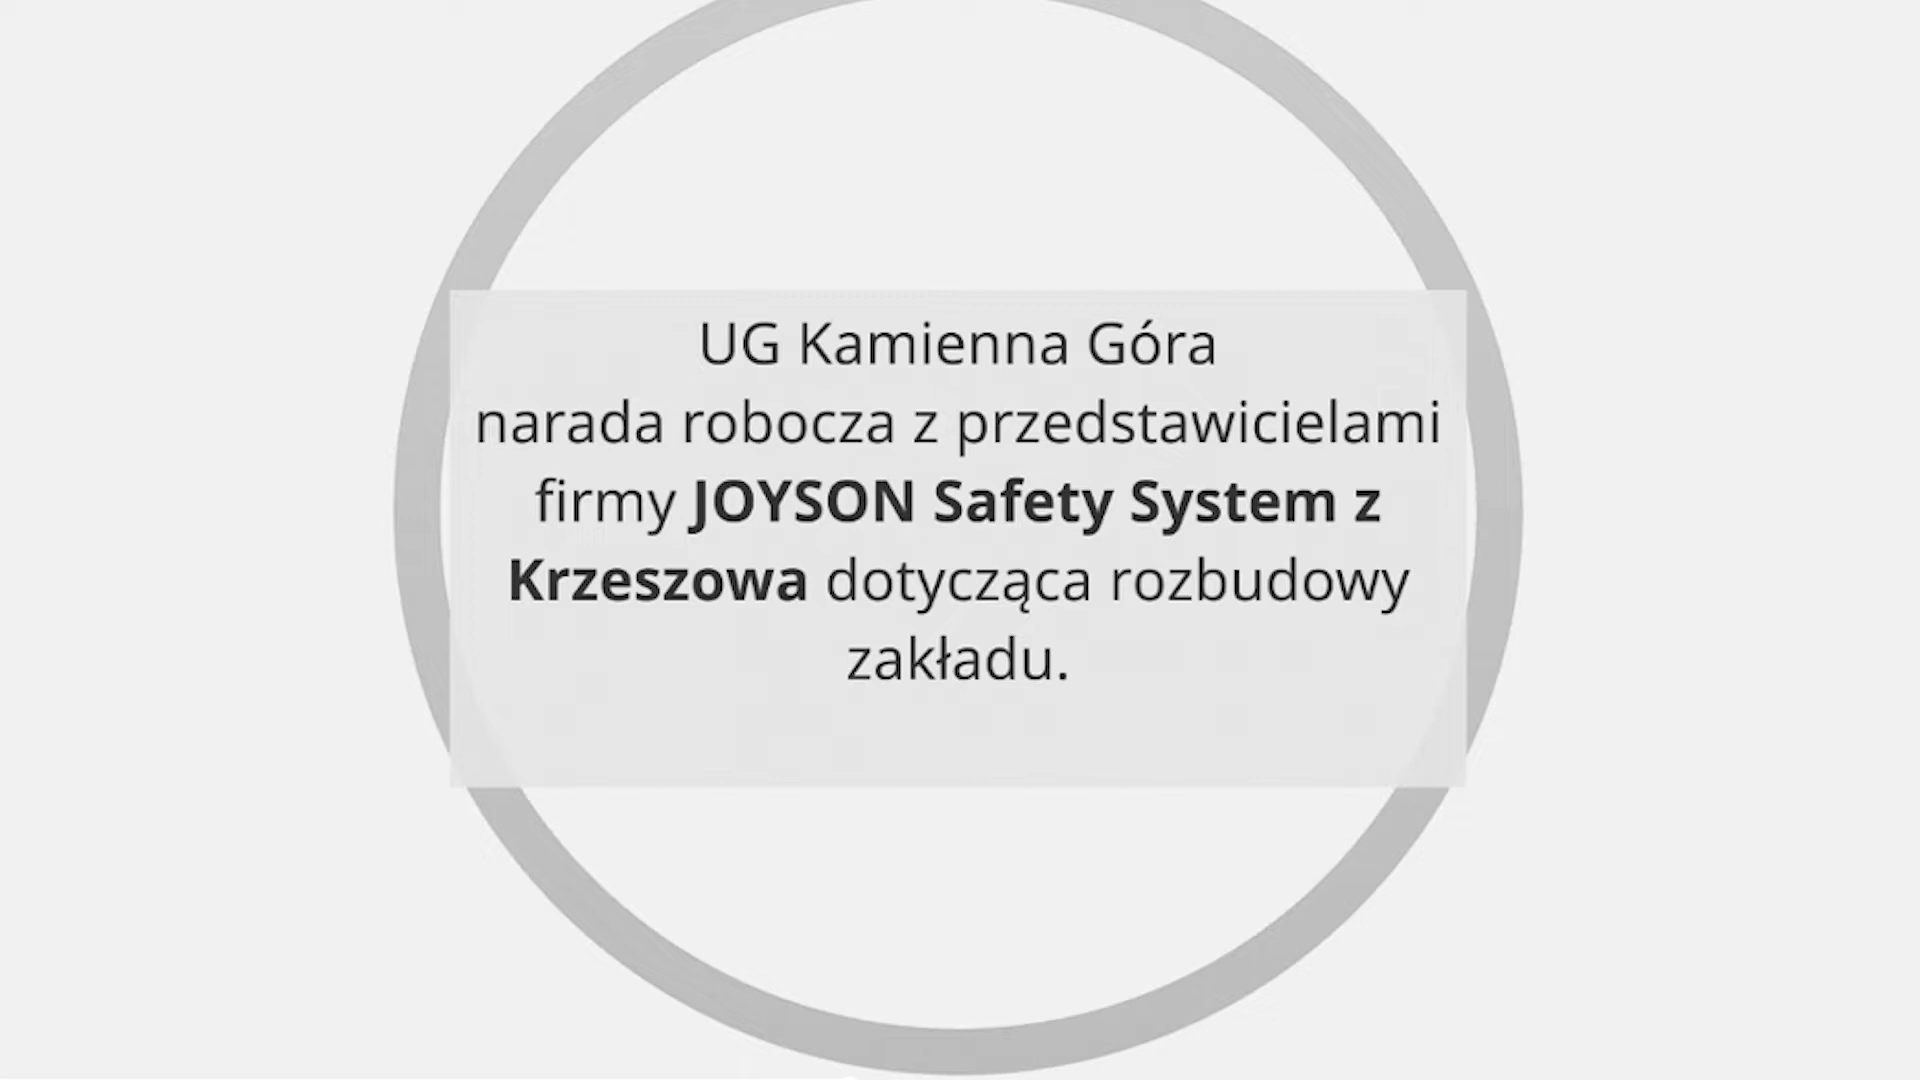 UG Kamienna Góra
narada robocza z przedstawicielami
firmy JOYSON Safety System z
Krzeszowa dotycząca rozbudowy
zakładu.